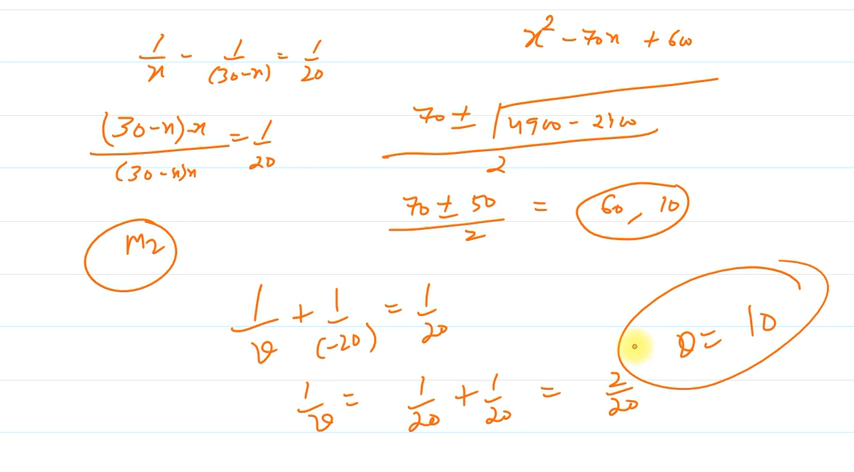 1/x - 1/(30-x) = 1/20
((30-x)-x)/((30-x)x) = 1/20
M2
x² - 70x + 600
(70 ± √(4900 - 2400))/2
(70 ± 50)/2 = 60, 10
1/v + 1/(-20) = 1/20
1/v = 1/20 + 1/20 = 2/20
v = 10